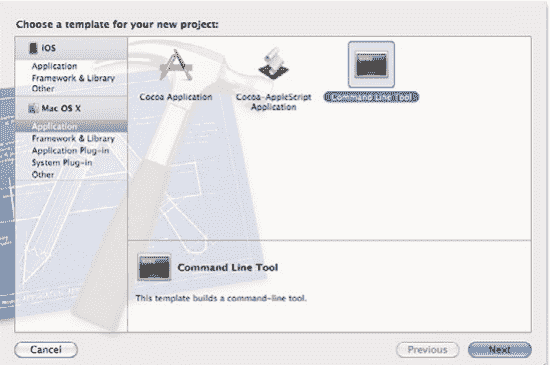 Choose a template for your new project:
iOS
Application
Framework & Library
Other
Mac OS X
Application
Framework & Library
Application Plug-in
System Plug-in
Other
Cocoa Application
Cocoa-AppleScript
Application
Command Line Tool
Command Line Tool
This template builds a command-line tool.
Cancel
Previous
Next